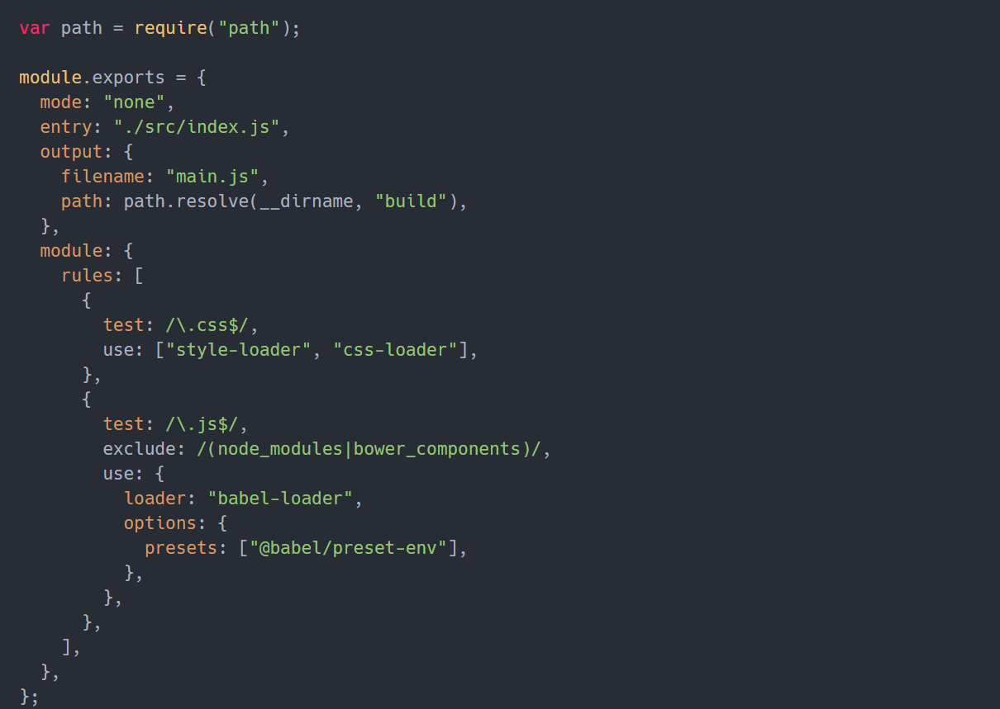 var path = require("path");

module.exports = {
  mode: "none",
  entry: "./src/index.js",
  output: {
    filename: "main.js",
    path: path.resolve(__dirname, "build"),
  },
  module: {
    rules: [
      {
        test: /\.css$/,
        use: ["style-loader", "css-loader"],
      },
      {
        test: /\.js$/,
        exclude: /(node_modules|bower_components)/,
        use: {
          loader: "babel-loader",
          options: {
            presets: ["@babel/preset-env"],
          },
        },
      },
    ],
  },
};